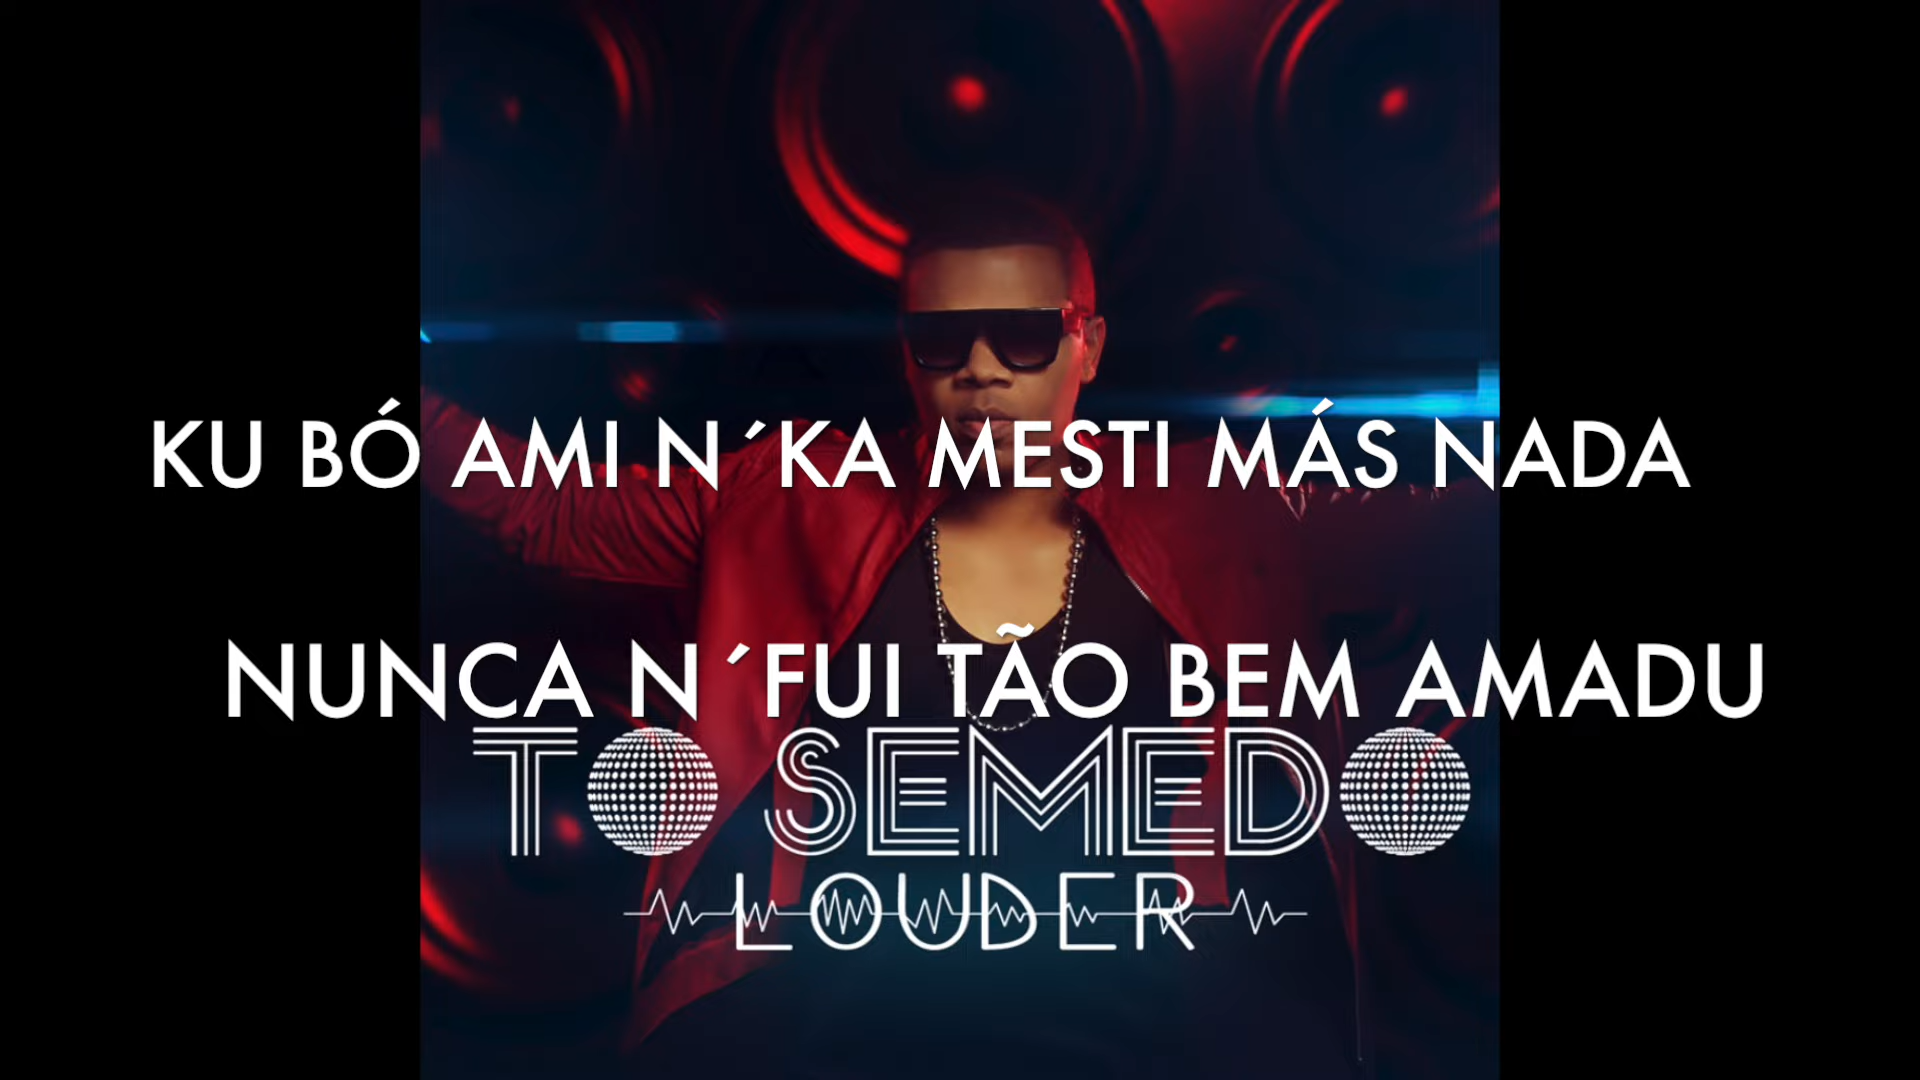 KU BÓ AMI N´KA MESTI MÁS NADA
NUNCA N´FUI TÃO BEM AMADU
TO SEMEDO
LOUDER